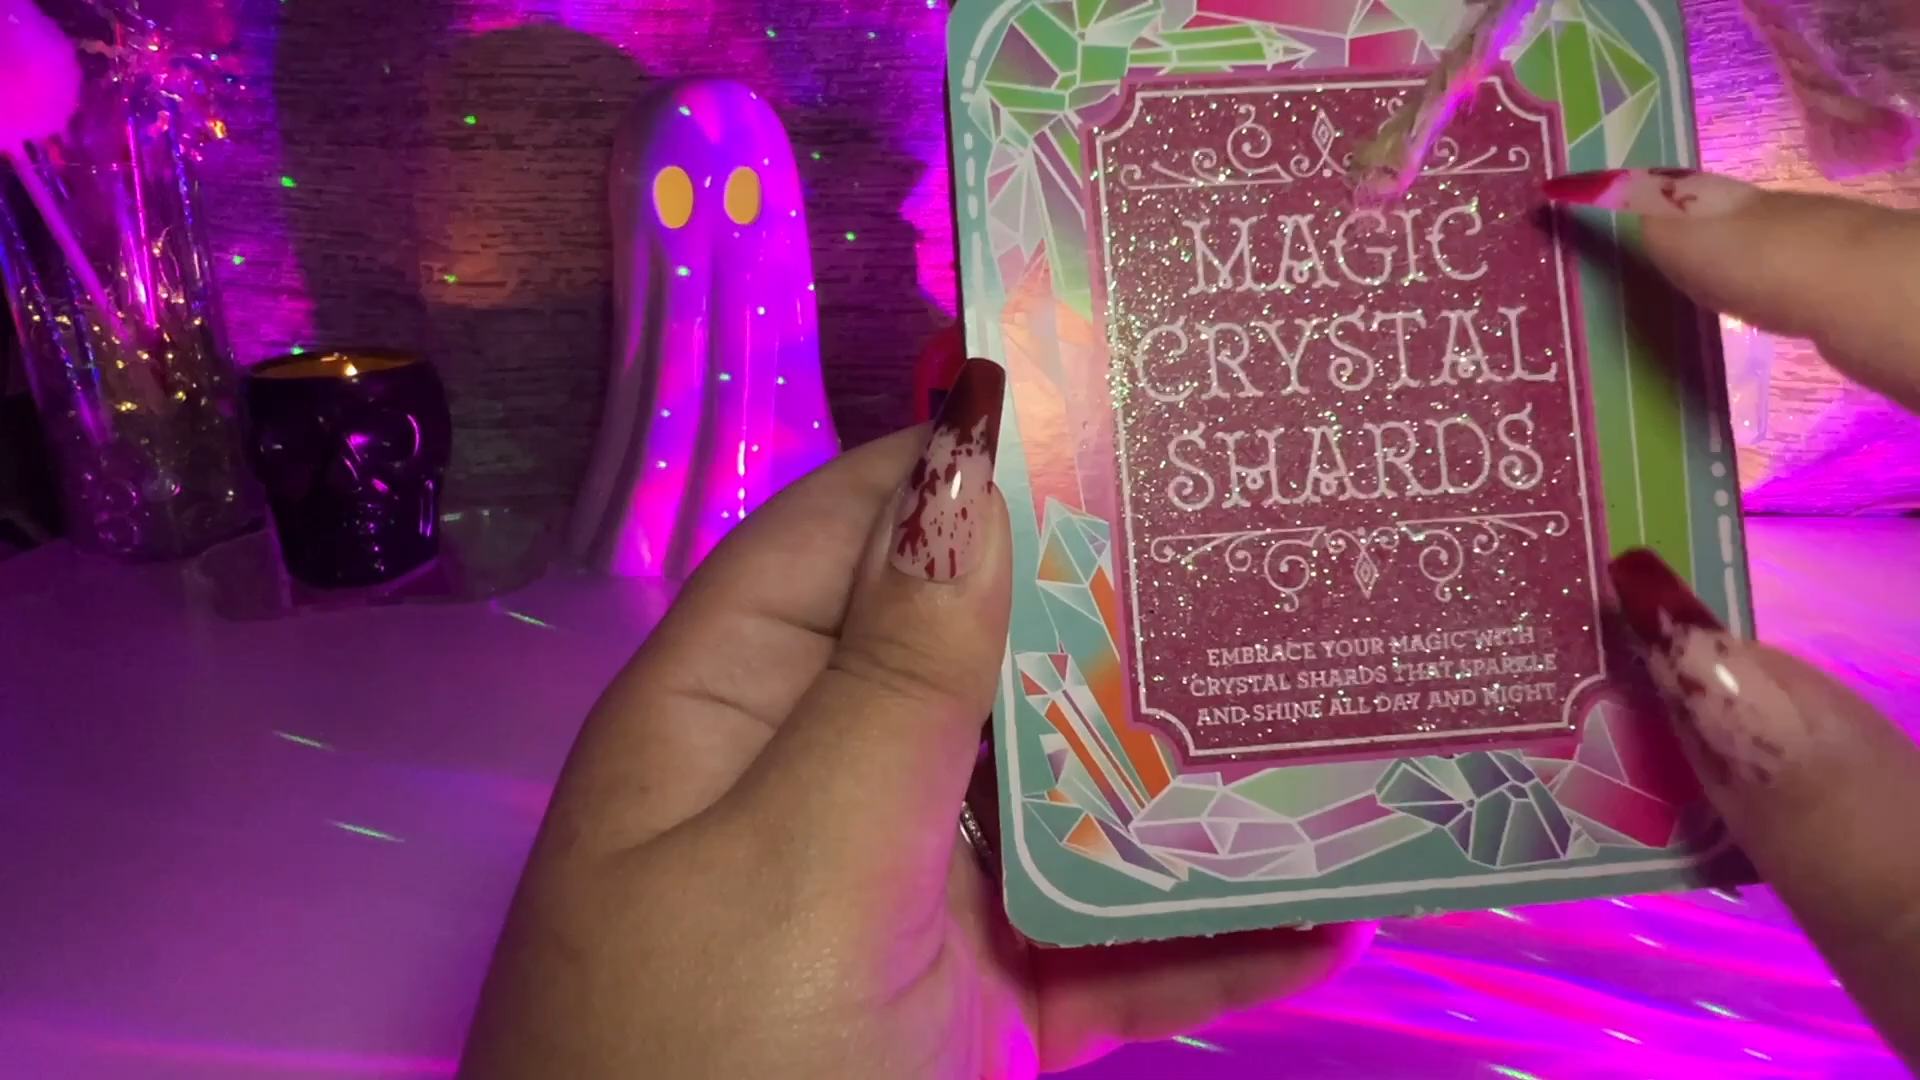 MAGIC
CRYSTAL
SHARDS
EMBRACE YOUR MAGIC WITH
CRYSTAL SHARDS THAT SPARKLE
AND SHINE ALL DAY AND NIGHT